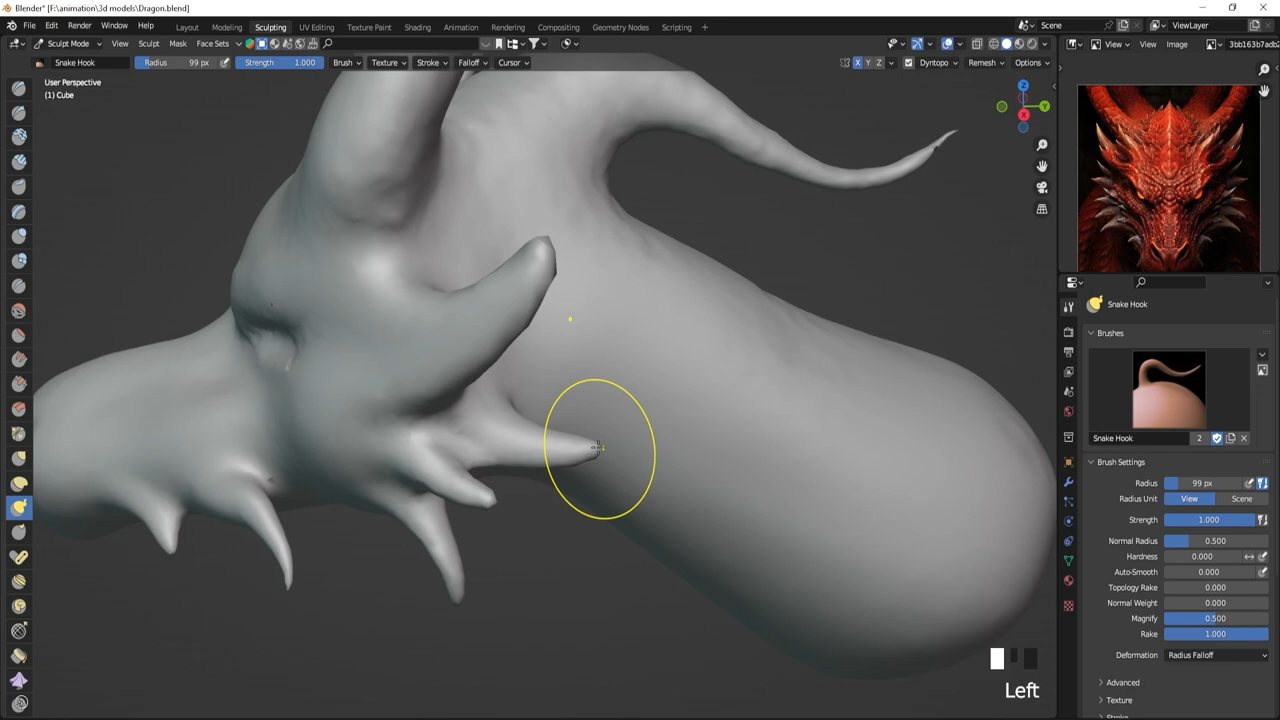 Blender* [F:\animation\3d models\Dragon.blend]
File Edit Render Window Help Layout Modeling Sculpting UV Editing Texture Paint Shading Animation Rendering Compositing Geometry Nodes Scripting + Scene ViewLayer
Sculpt Mode View Sculpt Mask Face Sets View View Image 3bb163b7adb2
Snake Hook Radius 99 px Strength 1.000 Brush Texture Stroke Falloff Cursor X Y Z Dyntopo Remesh Options
User Perspective
(1) Cube
Z
Y
X
Snake Hook
Brushes
Snake Hook 2
Brush Settings
Radius 99 px
Radius Unit View Scene
Strength 1.000
Normal Radius 0.500
Hardness 0.000
Auto-Smooth 0.000
Topology Rake 0.000
Normal Weight 0.000
Magnify 0.500
Rake 1.000
Deformation Radius Falloff
Advanced
Texture
Left